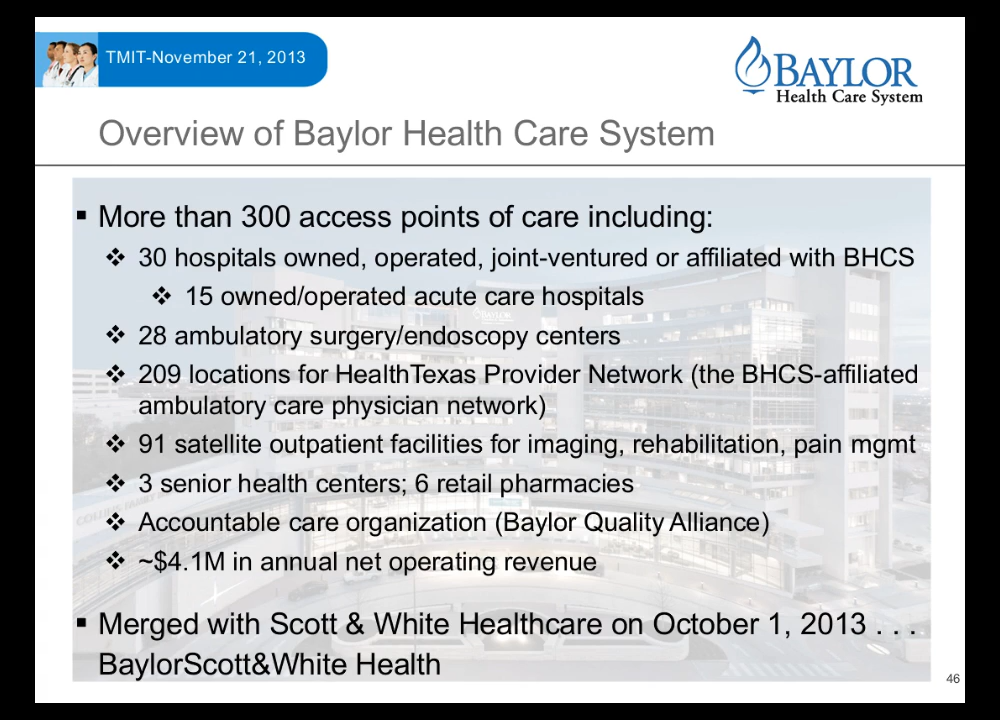 TMIT-November 21, 2013
BAYLOR
Health Care System
Overview of Baylor Health Care System
▪ More than 300 access points of care including:
❖ 30 hospitals owned, operated, joint-ventured or affiliated with BHCS
❖ 15 owned/operated acute care hospitals
❖ 28 ambulatory surgery/endoscopy centers
❖ 209 locations for HealthTexas Provider Network (the BHCS-affiliated
ambulatory care physician network)
❖ 91 satellite outpatient facilities for imaging, rehabilitation, pain mgmt
❖ 3 senior health centers; 6 retail pharmacies
❖ Accountable care organization (Baylor Quality Alliance)
❖ ~$4.1M in annual net operating revenue
▪ Merged with Scott & White Healthcare on October 1, 2013 . . .
BaylorScott&White Health
46